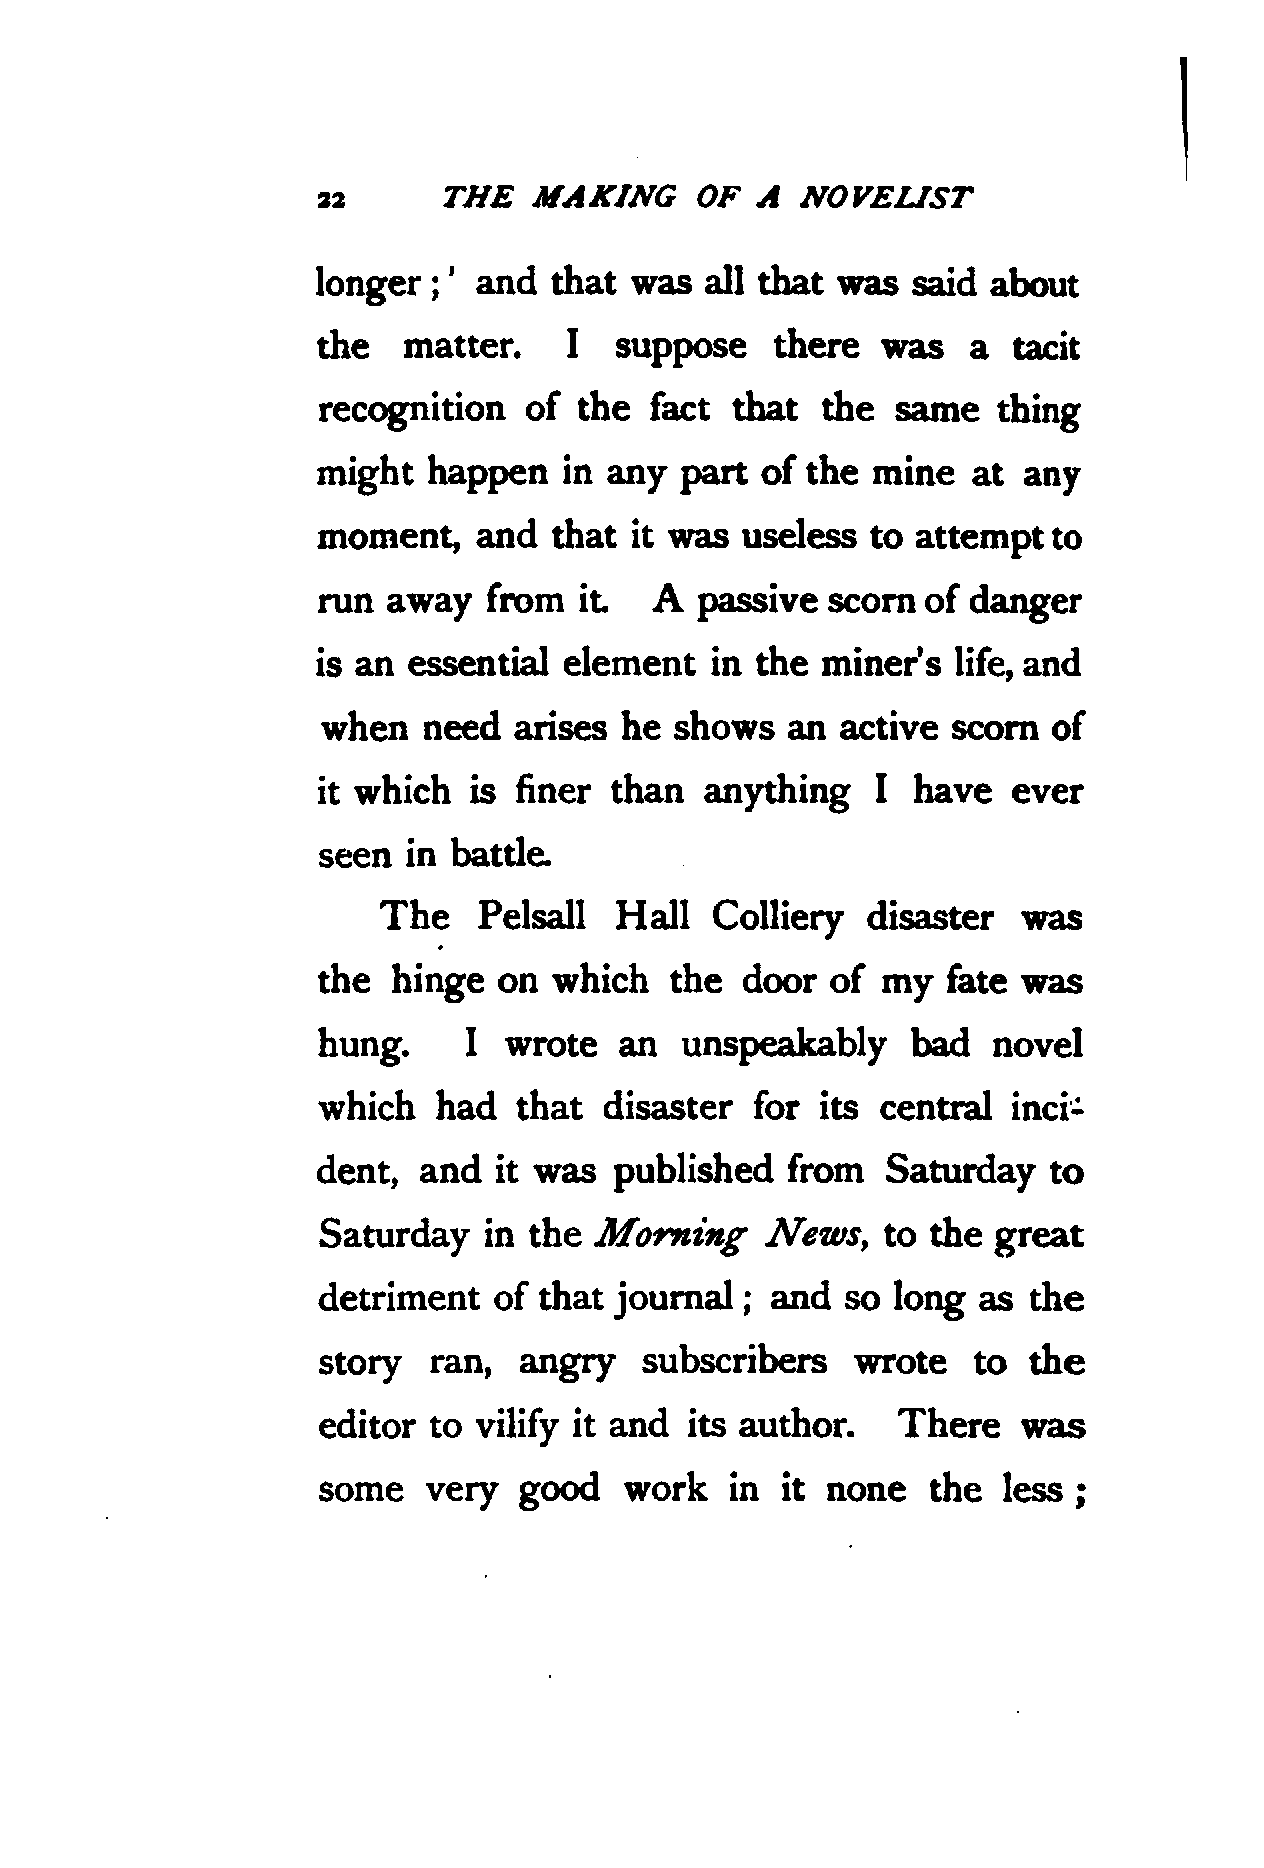 22 THE MAKING OF A NOVELIST
longer ;' and that was all that was said about
the matter. I suppose there was a tacit
recognition of the fact that the same thing
might happen in any part of the mine at any
moment, and that it was useless to attempt to
run away from it. A passive scorn of danger
is an essential element in the miner's life, and
when need arises he shows an active scorn of
it which is finer than anything I have ever
seen in battle.
The Pelsall Hall Colliery disaster was
the hinge on which the door of my fate was
hung. I wrote an unspeakably bad novel
which had that disaster for its central inci-
dent, and it was published from Saturday to
Saturday in the Morning News, to the great
detriment of that journal ; and so long as the
story ran, angry subscribers wrote to the
editor to vilify it and its author. There was
some very good work in it none the less ;